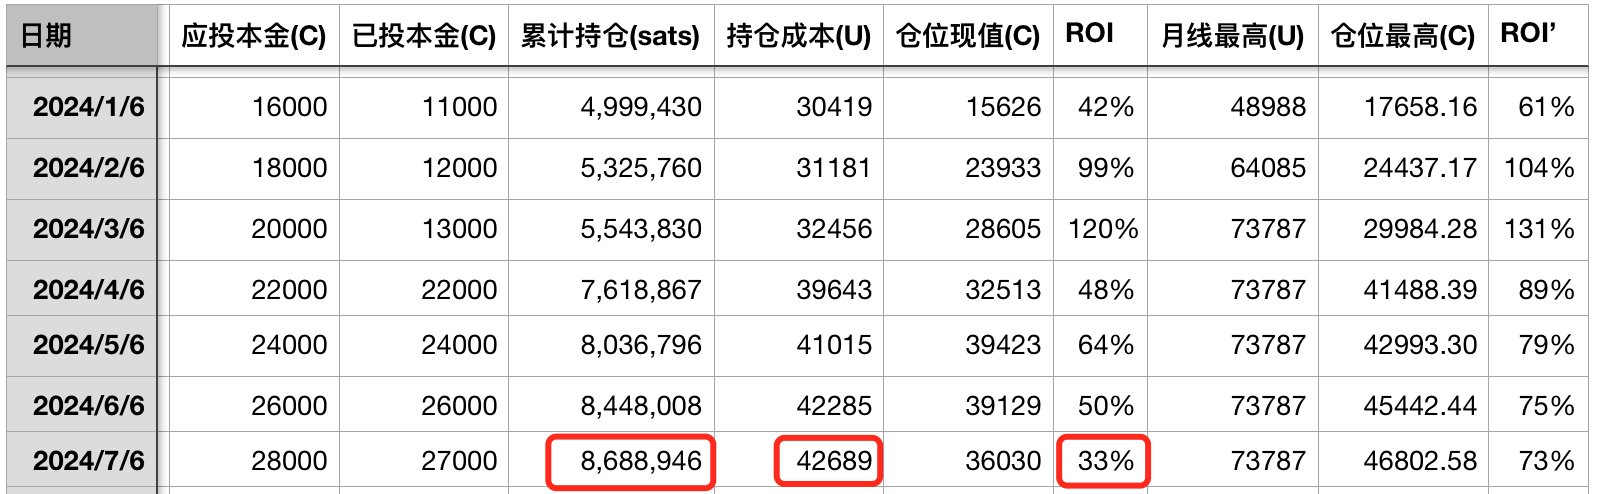 日期 应投本金(C) 已投本金(C) 累计持仓(sats) 持仓成本(U) 仓位现值(C) ROI 月线最高(U) 仓位最高(C) ROI’
2024/1/6 16000 11000 4,999,430 30419 15626 42% 48988 17658.16 61%
2024/2/6 18000 12000 5,325,760 31181 23933 99% 64085 24437.17 104%
2024/3/6 20000 13000 5,543,830 32456 28605 120% 73787 29984.28 131%
2024/4/6 22000 22000 7,618,867 39643 32513 48% 73787 41488.39 89%
2024/5/6 24000 24000 8,036,796 41015 39423 64% 73787 42993.30 79%
2024/6/6 26000 26000 8,448,008 42285 39129 50% 73787 45442.44 75%
2024/7/6 28000 27000 8,688,946 42689 36030 33% 73787 46802.58 73%